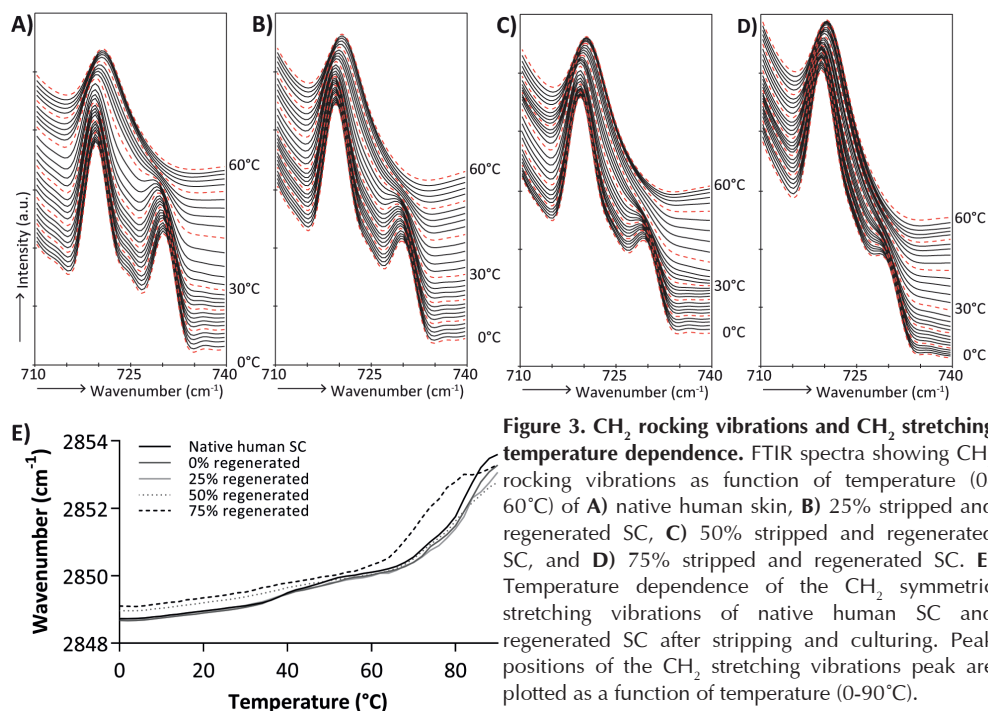 A)
B)
C)
D)
Intensity (a.u.)
60°C
30°C
0°C
60°C
30°C
0°C
60°C
30°C
0°C
60°C
30°C
0°C
710 725 740
710 725 740
710 725 740
710 725 740
Wavenumber (cm-1)
Wavenumber (cm-1)
Wavenumber (cm-1)
Wavenumber (cm-1)
E)
Wavenumber (cm-1)
2854
2852
2850
2848
Native human SC
0% regenerated
25% regenerated
50% regenerated
75% regenerated
0 20 40 60 80
Temperature (°C)
Figure 3. CH2 rocking vibrations and CH2 stretching
temperature dependence. FTIR spectra showing CH
rocking vibrations as function of temperature (0
60°C) of A) native human skin, B) 25% stripped and
regenerated SC, C) 50% stripped and regenerated
SC, and D) 75% stripped and regenerated SC. E
Temperature dependence of the CH2 symmetric
stretching vibrations of native human SC and
regenerated SC after stripping and culturing. Peak
positions of the CH2 stretching vibrations peak are
plotted as a function of temperature (0-90°C).